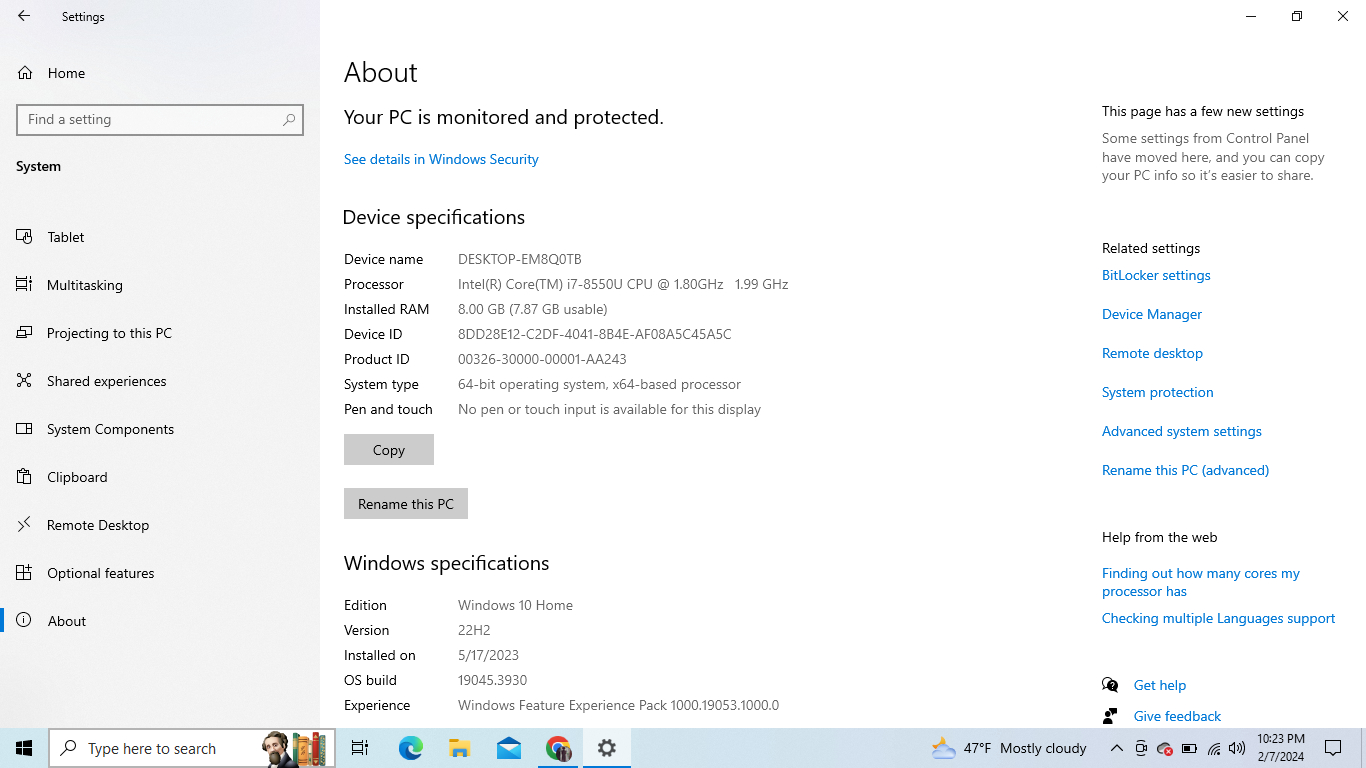 Settings
Home
Find a setting
System
Tablet
Multitasking
Projecting to this PC
Shared experiences
System Components
Clipboard
Remote Desktop
Optional features
About
About
Your PC is monitored and protected.
See details in Windows Security
Device specifications
Device name DESKTOP-EM8Q0TB
Processor Intel(R) Core(TM) i7-8550U CPU @ 1.80GHz 1.99 GHz
Installed RAM 8.00 GB (7.87 GB usable)
Device ID 8DD28E12-C2DF-4041-8B4E-AF08A5C45A5C
Product ID 00326-30000-00001-AA243
System type 64-bit operating system, x64-based processor
Pen and touch No pen or touch input is available for this display
Copy
Rename this PC
Windows specifications
Edition Windows 10 Home
Version 22H2
Installed on 5/17/2023
OS build 19045.3930
Experience Windows Feature Experience Pack 1000.19053.1000.0
This page has a few new settings
Some settings from Control Panel
have moved here, and you can copy
your PC info so it's easier to share.
Related settings
BitLocker settings
Device Manager
Remote desktop
System protection
Advanced system settings
Rename this PC (advanced)
Help from the web
Finding out how many cores my
processor has
Checking multiple Languages support
Get help
Give feedback
Type here to search
47°F Mostly cloudy
10:23 PM
2/7/2024